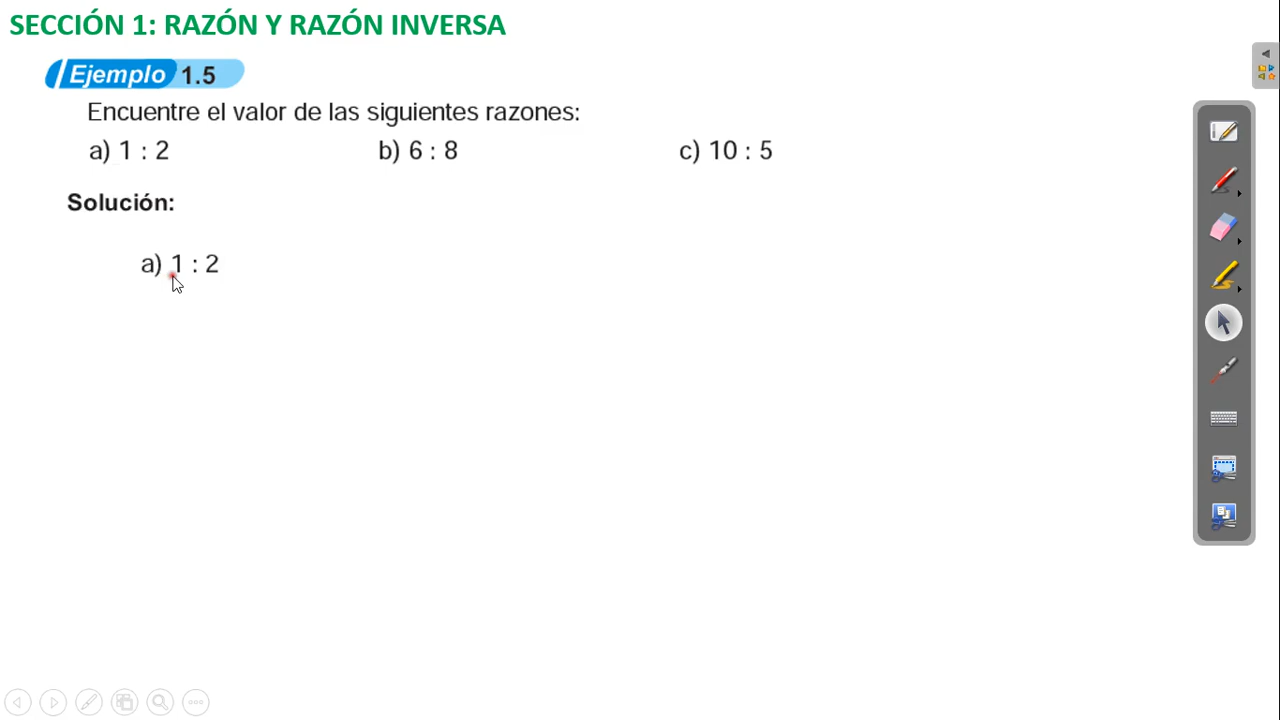 SECCIÓN 1: RAZÓN Y RAZÓN INVERSA
Ejemplo 1.5
Encuentre el valor de las siguientes razones:
a) 1 : 2 b) 6 : 8 c) 10 : 5
Solución:
a) 1 : 2